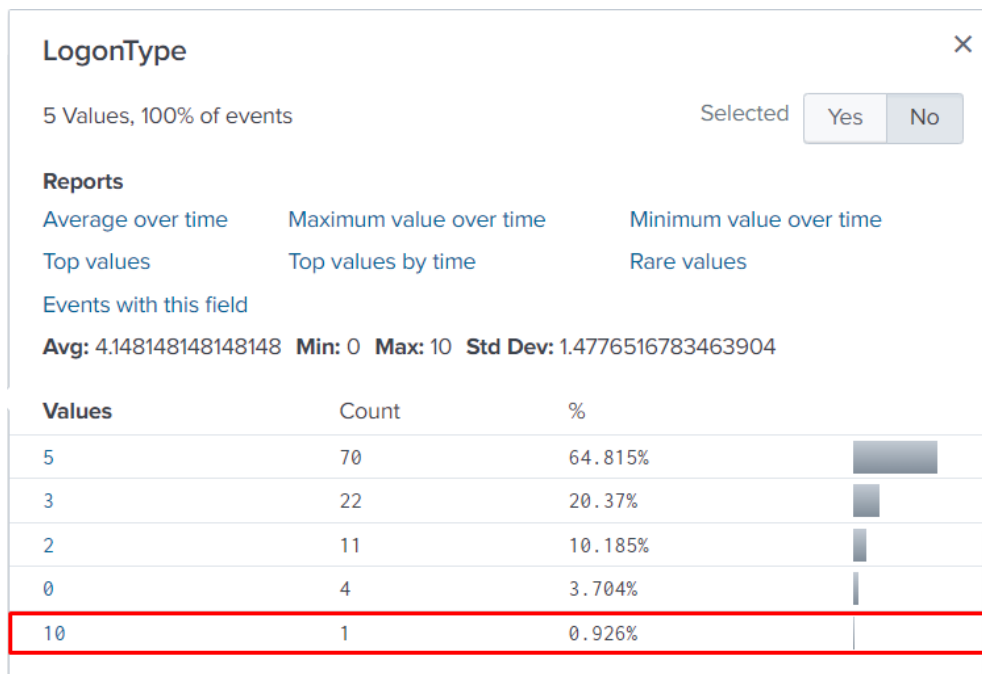 LogonType ×
5 Values, 100% of events Selected Yes No
Reports
Average over time Maximum value over time Minimum value over time
Top values Top values by time Rare values
Events with this field
Avg: 4.148148148148148 Min: 0 Max: 10 Std Dev: 1.4776516783463904
Values Count %
5 70 64.815%
3 22 20.37%
2 11 10.185%
0 4 3.704%
10 1 0.926%